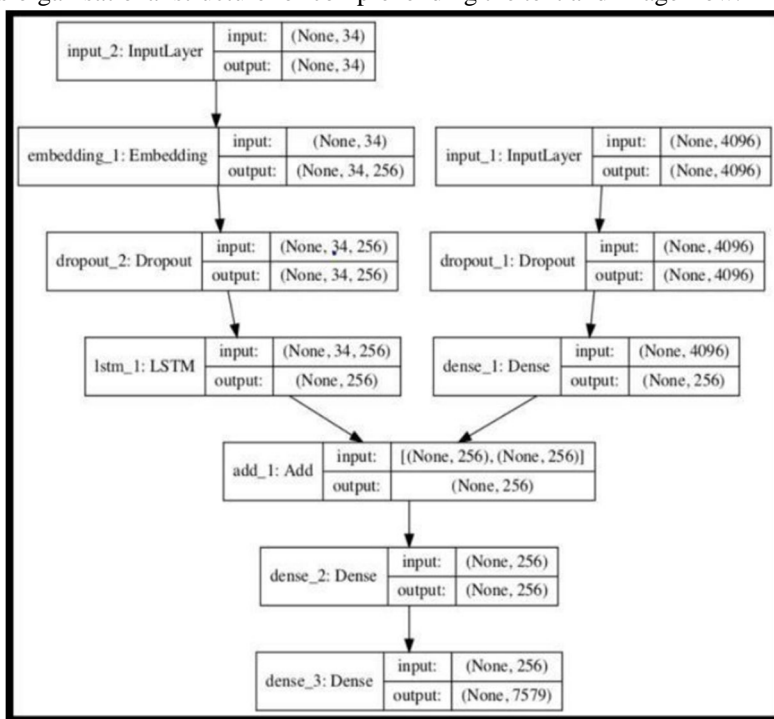 input_2: InputLayer
input: (None, 34)
output: (None, 34)
embedding_1: Embedding
input: (None, 34)
output: (None, 34, 256)
input_1: InputLayer
input: (None, 4096)
output: (None, 4096)
dropout_2: Dropout
input: (None, 34, 256)
output: (None, 34, 256)
dropout_1: Dropout
input: (None, 4096)
output: (None, 4096)
lstm_1: LSTM
input: (None, 34, 256)
output: (None, 256)
dense_1: Dense
input: (None, 4096)
output: (None, 256)
add_1: Add
input: [(None, 256), (None, 256)]
output: (None, 256)
dense_2: Dense
input: (None, 256)
output: (None, 256)
dense_3: Dense
input: (None, 256)
output: (None, 7579)